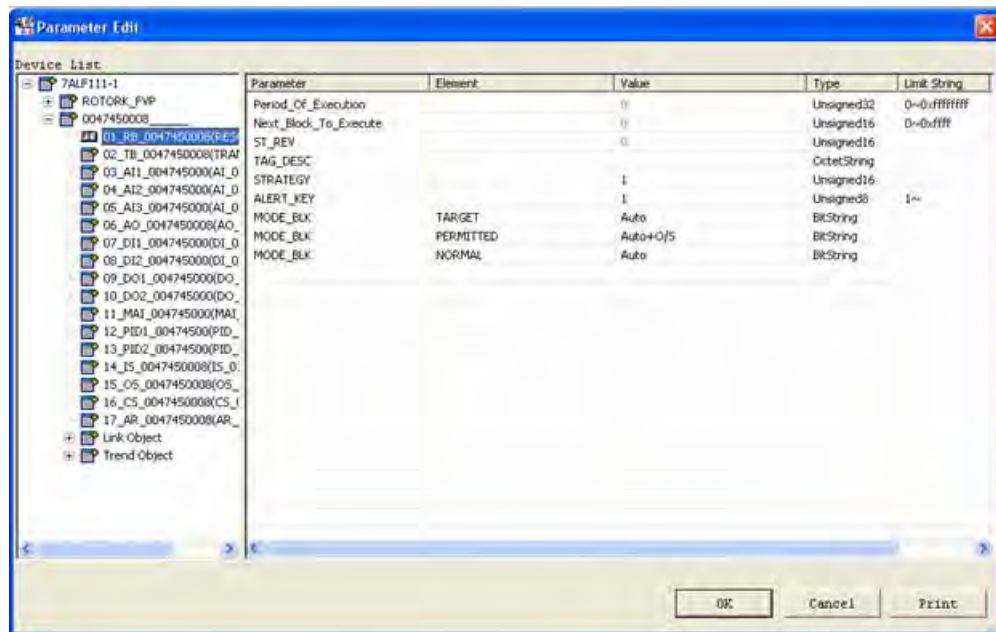 Parameter Edit
Device List
7ALF111-1
ROTORK_FVP
0047450008______
01_RB_0047450008(RES
02_TB_0047450008(TRAN
03_AI1_004745000(AI_0
04_AI2_004745000(AI_0
05_AI3_004745000(AI_0
06_AO_0047450008(AO_
07_DI1_004745000(DI_0
08_DI2_004745000(DI_0
09_DO1_004745000(DO_
10_DO2_004745000(DO_
11_MAI_004745000(MAI_
12_PID1_00474500(PID_
13_PID2_00474500(PID_
14_IS_0047450008(IS_0
15_OS_0047450008(OS_
16_CS_0047450008(CS_
17_AR_0047450008(AR_
Link Object
Trend Object
Parameter Element Value Type Limit String
Period_Of_Execution 0 Unsigned32 0~0xffffffff
Next_Block_To_Execute 0 Unsigned16 0~0xffff
ST_REV 0 Unsigned16
TAG_DESC OctetString
STRATEGY 1 Unsigned16
ALERT_KEY 1 Unsigned8 1~
MODE_BLK TARGET Auto BitString
MODE_BLK PERMITTED Auto+O/S BitString
MODE_BLK NORMAL Auto BitString
OK Cancel Print